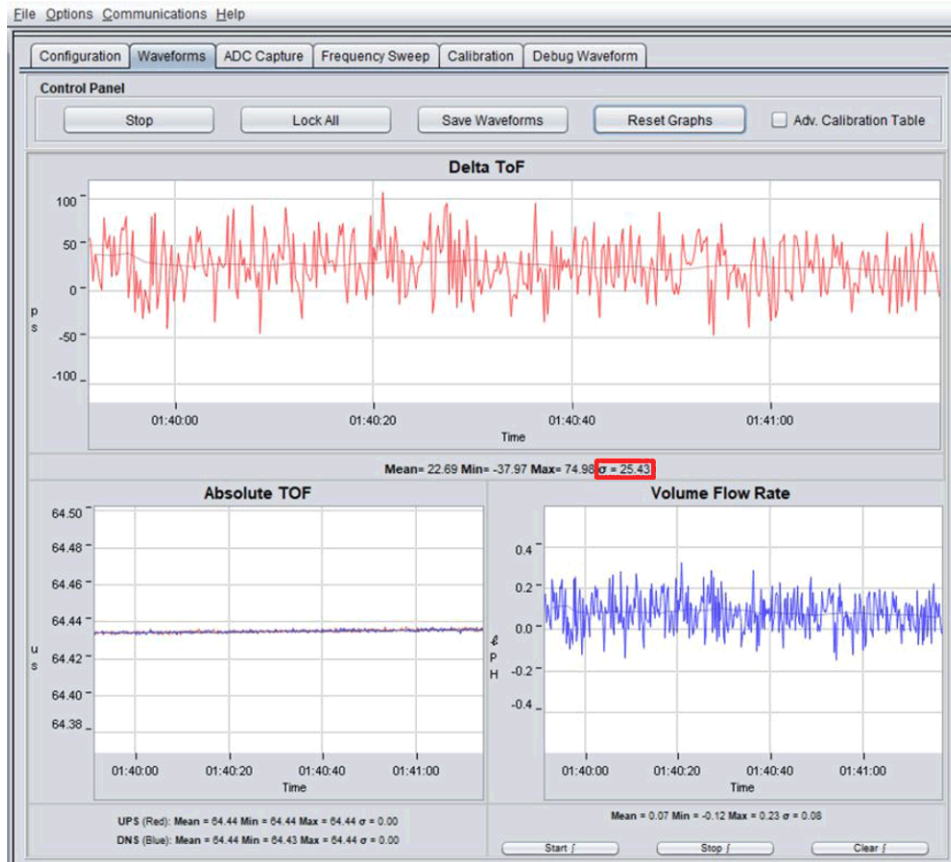 File Options Communications Help
Configuration Waveforms ADC Capture Frequency Sweep Calibration Debug Waveform
Control Panel
Stop Lock All Save Waveforms Reset Graphs Adv. Calibration Table
Delta ToF
100
50
0
-50
-100
ps
01:40:00 01:40:20 01:40:40 01:41:00
Time
Mean= 22.69 Min= -37.97 Max= 74.98 σ = 25.43
Absolute TOF
64.50
64.48
64.46
64.44
64.42
64.40
64.38
us
01:40:00 01:40:20 01:40:40 01:41:00
Time
UPS (Red): Mean = 64.44 Min = 64.44 Max = 64.44 σ = 0.00
DNS (Blue): Mean = 64.44 Min = 64.43 Max = 64.44 σ = 0.00
Volume Flow Rate
0.4
0.2
0.0
-0.2
-0.4
ℓPH
01:40:00 01:40:20 01:40:40 01:41:00
Time
Mean = 0.07 Min = -0.12 Max = 0.23 σ = 0.08
Start ∫ Stop ∫ Clear ∫